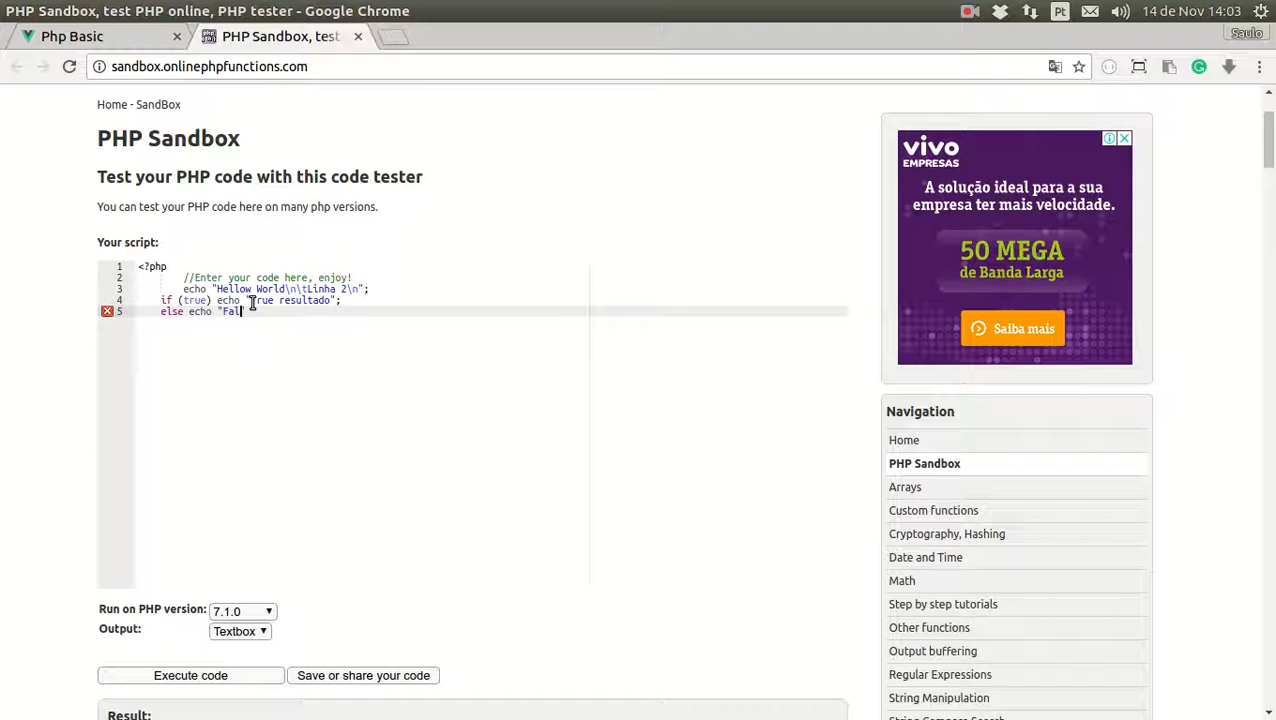 PHP Sandbox, test PHP online, PHP tester - Google Chrome
Pt
14 de Nov 14:03
Php Basic
PHP Sandbox, test
Saulo
sandbox.onlinephpfunctions.com
Home - SandBox
PHP Sandbox
Test your PHP code with this code tester
You can test your PHP code here on many php versions.
Your script:
1 <?php
2 //Enter your code here, enjoy!
3 echo "Hellow World\n\tLinha 2\n";
4 if (true) echo "True resultado";
5 else echo "Fal"
Run on PHP version: 7.1.0
Output: Textbox
Execute code
Save or share your code
Result:
vivo
EMPRESAS
A solução ideal para a sua
empresa ter mais velocidade.
50 MEGA
de Banda Larga
Saiba mais
Navigation
Home
PHP Sandbox
Arrays
Custom functions
Cryptography, Hashing
Date and Time
Math
Step by step tutorials
Other functions
Output buffering
Regular Expressions
String Manipulation